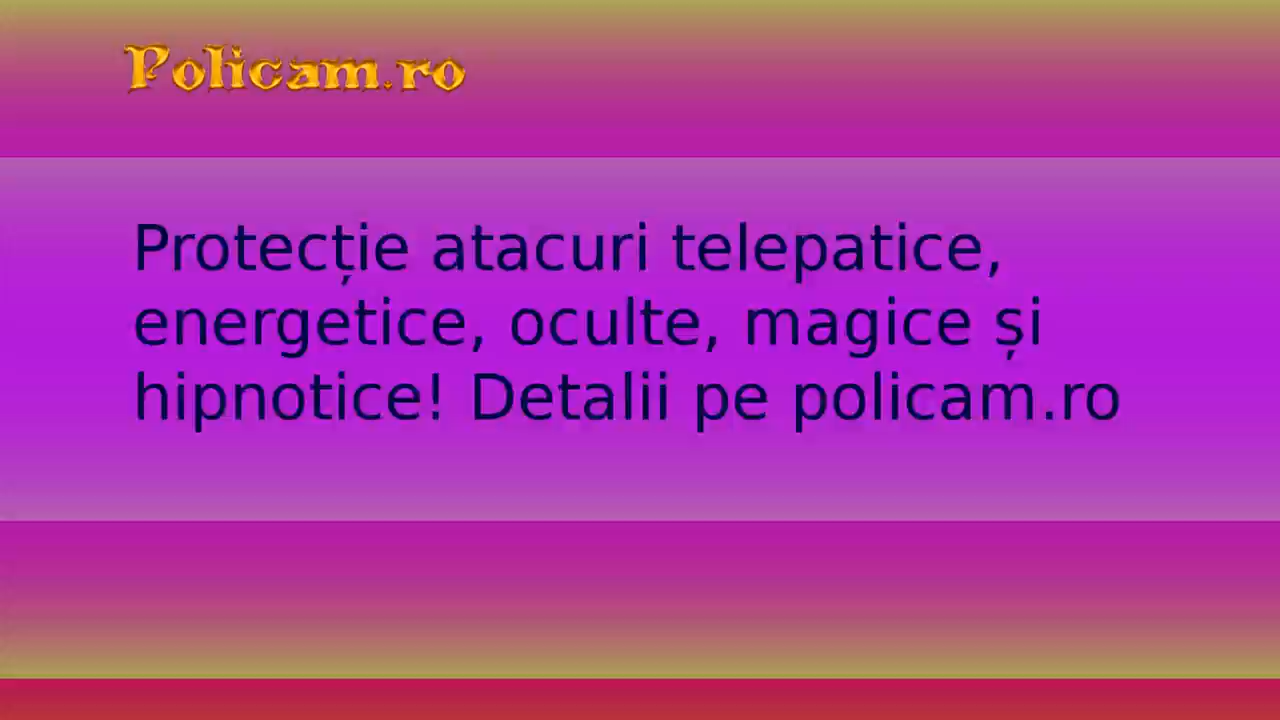 Policam.ro
Protecție atacuri telepatice,
energetice, oculte, magice și
hipnotice! Detalii pe policam.ro